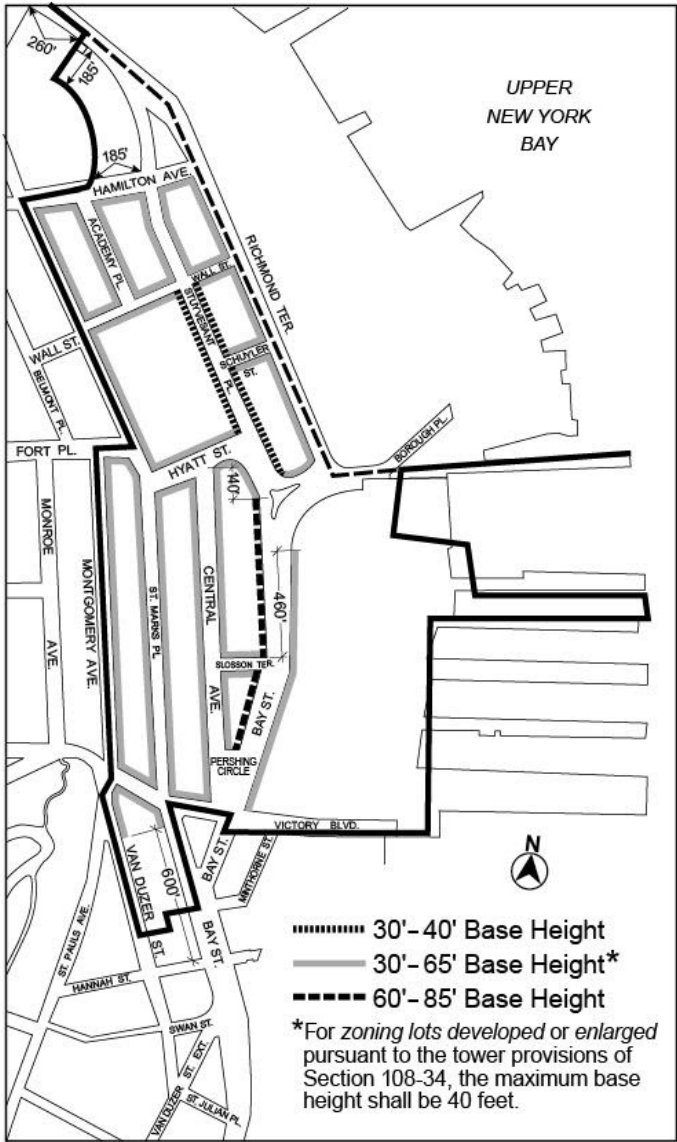 260'
185'
UPPER
NEW YORK
BAY
185'
HAMILTON AVE.
ACADEMY PL.
RICHMOND TER.
WALL ST.
STUYVESANT
PL.
SCHUYLER
ST.
WALL ST.
BELMONT PL.
BOROUGH PL.
FORT PL.
HYATT ST.
140'
MONROE
AVE.
MONTGOMERY AVE.
ST. MARKS PL.
CENTRAL
AVE.
460'
SLOSSON TER.
BAY ST.
PERSHING
CIRCLE
VICTORY BLVD.
BAY ST.
MINTHORNE ST.
N
VAN DUZER
ST.
600'
BAY ST.
ST. PAULS AVE.
HANNAH ST.
SWAN ST.
VAN DUZER ST. EXT.
ST. JULIAN PL.
30'-40' Base Height
30'-65' Base Height*
60'-85' Base Height
*For zoning lots developed or enlarged
pursuant to the tower provisions of
Section 108-34, the maximum base
height shall be 40 feet.